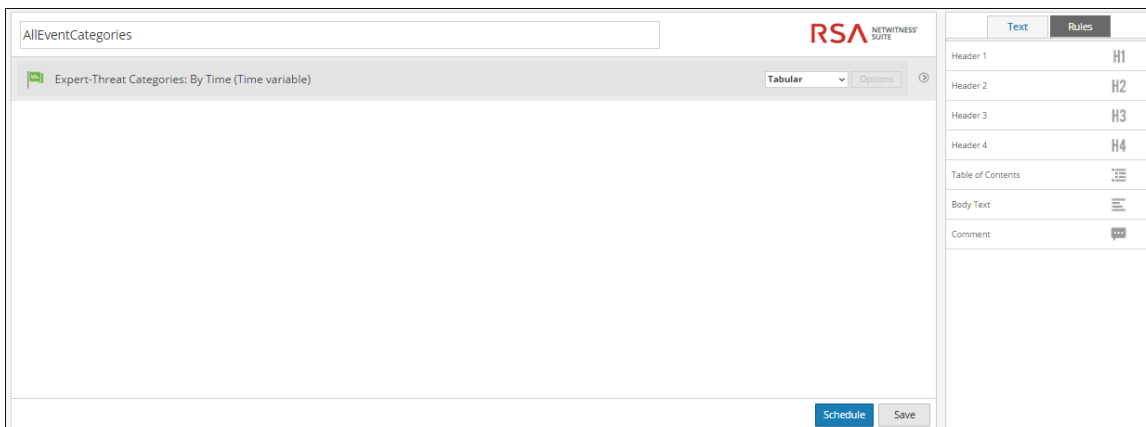 AllEventCategories
RSA NETWITNESS®
SUITE
Expert-Threat Categories: By Time (Time variable)
Tabular
Options
Schedule
Save
Text
Rules
Header 1
H1
Header 2
H2
Header 3
H3
Header 4
H4
Table of Contents
Body Text
Comment